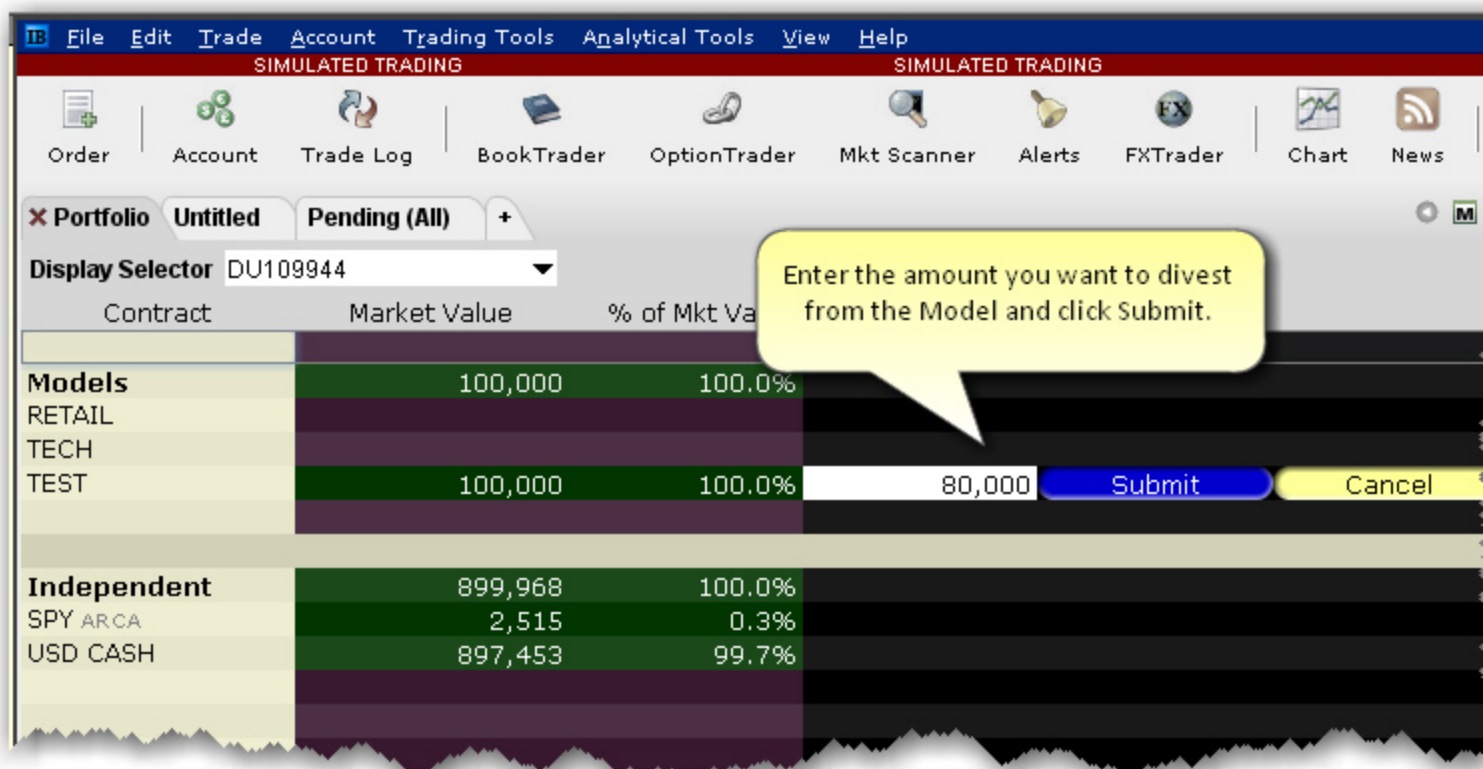 IB File Edit Trade Account Trading Tools Analytical Tools View Help
SIMULATED TRADING SIMULATED TRADING
Order Account Trade Log BookTrader OptionTrader Mkt Scanner Alerts FXTrader Chart News
FX
Portfolio Untitled Pending (All) + M
Display Selector DU109944
Enter the amount you want to divest
from the Model and click Submit.
Contract Market Value % of Mkt Va
Models 100,000 100.0%
RETAIL
TECH
TEST 100,000 100.0% 80,000 Submit Cancel
Independent 899,968 100.0%
SPY ARCA 2,515 0.3%
USD CASH 897,453 99.7%